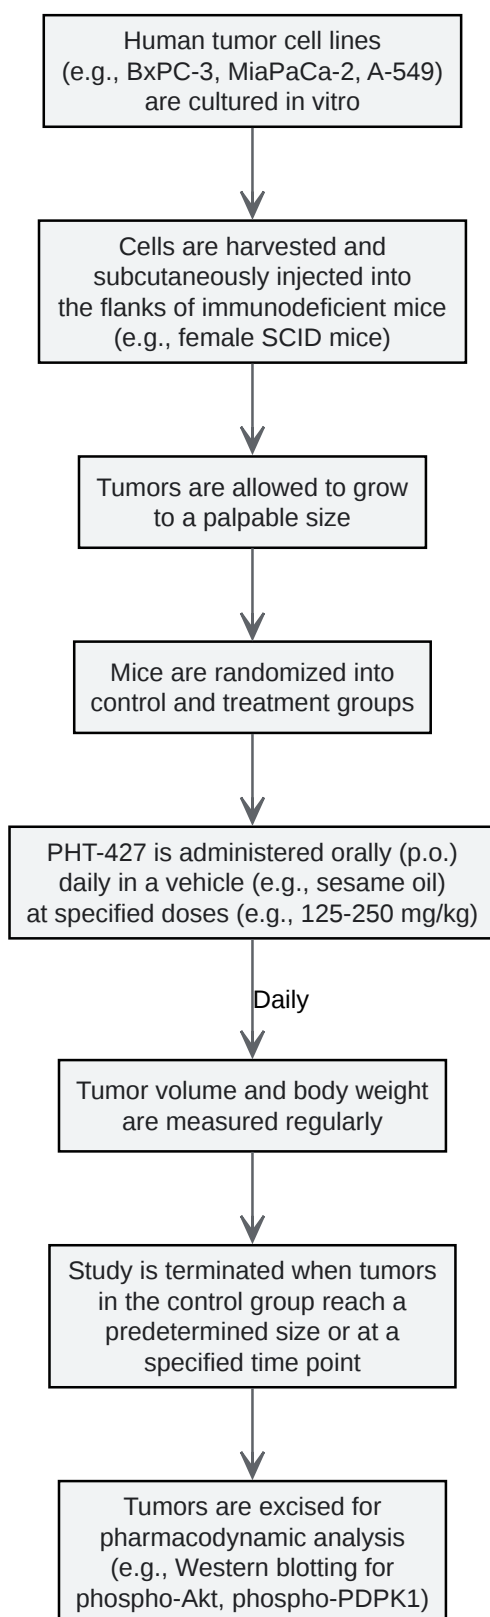 Human tumor cell lines
(e.g., BxPC-3, MiaPaCa-2, A-549)
are cultured in vitro
Cells are harvested and
subcutaneously injected into
the flanks of immunodeficient mice
(e.g., female SCID mice)
Tumors are allowed to grow
to a palpable size
Mice are randomized into
control and treatment groups
PHT-427 is administered orally (p.o.)
daily in a vehicle (e.g., sesame oil)
at specified doses (e.g., 125-250 mg/kg)
Daily
Tumor volume and body weight
are measured regularly
Study is terminated when tumors
in the control group reach a
predetermined size or at a
specified time point
Tumors are excised for
pharmacodynamic analysis
(e.g., Western blotting for
phospho-Akt, phospho-PDPK1)